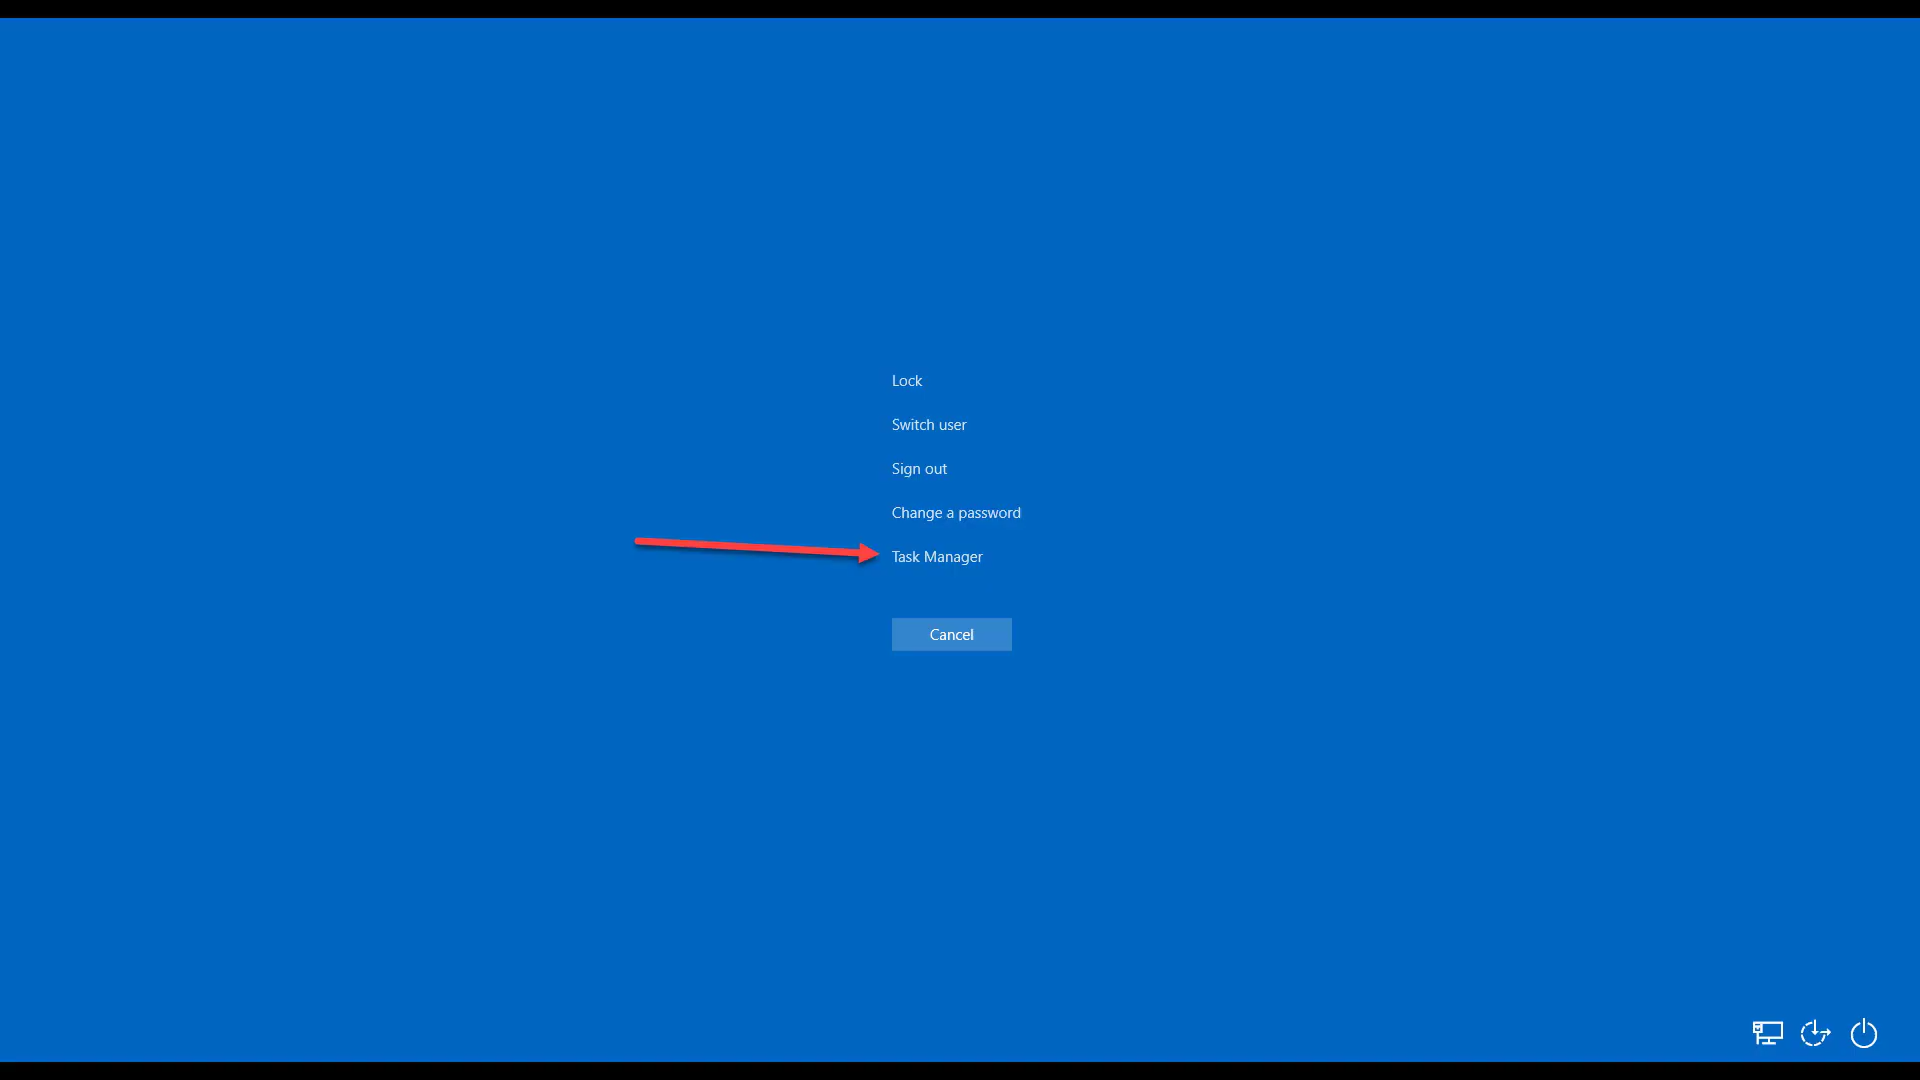 Lock
Switch user
Sign out
Change a password
Task Manager
Cancel